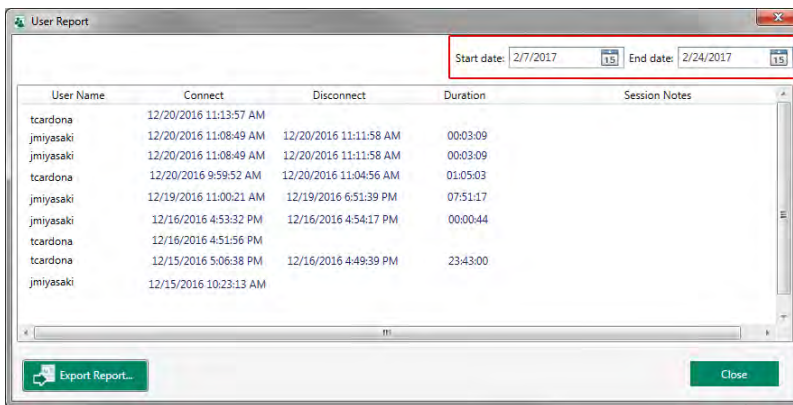 User Report
Start date: 2/7/2017 15 End date: 2/24/2017 15
User Name Connect Disconnect Duration Session Notes
tcardona 12/20/2016 11:13:57 AM
jmiyasaki 12/20/2016 11:08:49 AM 12/20/2016 11:11:58 AM 00:03:09
jmiyasaki 12/20/2016 11:08:49 AM 12/20/2016 11:11:58 AM 00:03:09
tcardona 12/20/2016 9:59:52 AM 12/20/2016 11:04:56 AM 01:05:03
jmiyasaki 12/19/2016 11:00:21 AM 12/19/2016 6:51:39 PM 07:51:17
jmiyasaki 12/16/2016 4:53:32 PM 12/16/2016 4:54:17 PM 00:00:44
tcardona 12/16/2016 4:51:56 PM
tcardona 12/15/2016 5:06:38 PM 12/16/2016 4:49:39 PM 23:43:00
jmiyasaki 12/15/2016 10:23:13 AM
Export Report... Close